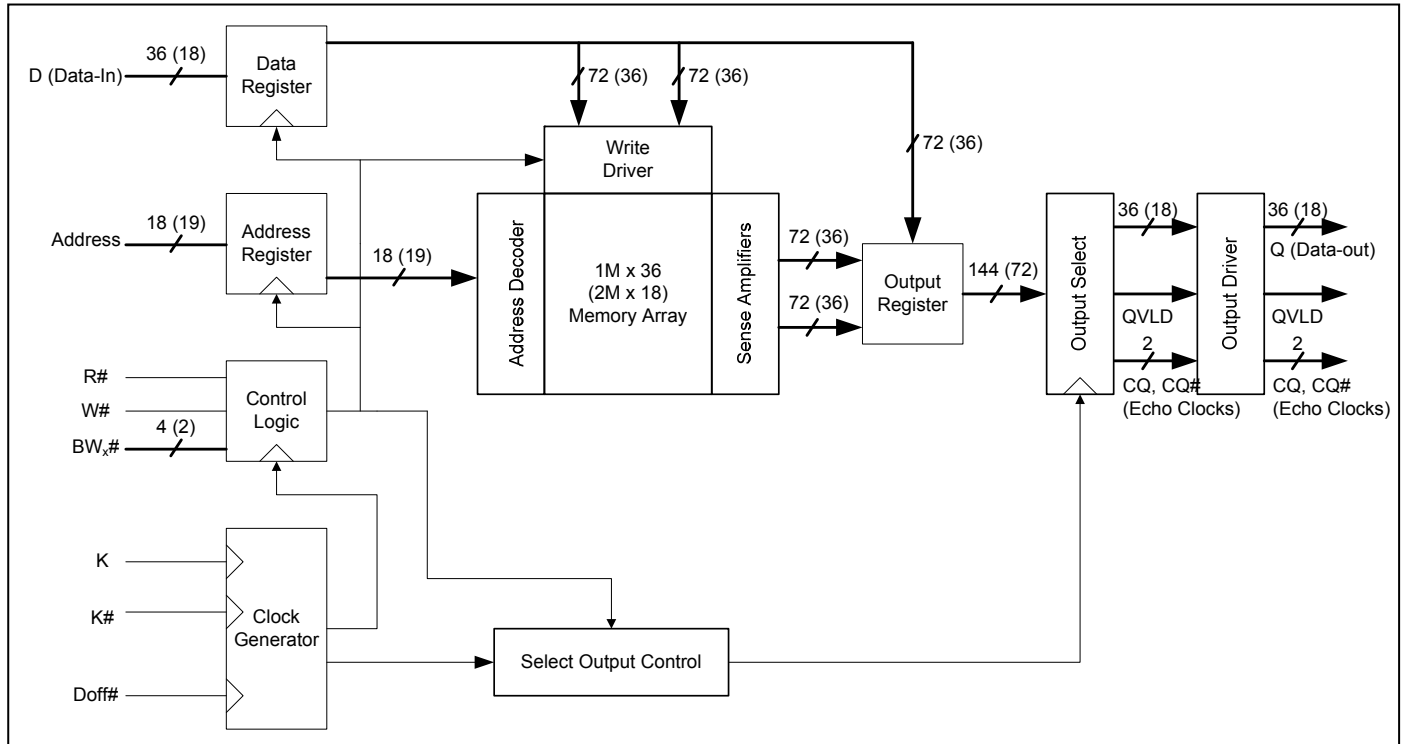 36 (18)
D (Data-In)
Data
Register
72 (36)
72 (36)
72 (36)
Write
Driver
18 (19)
Address
Address
Register
18 (19)
Address Decoder
1M x 36
(2M x 18)
Memory Array
Sense Amplifiers
72 (36)
72 (36)
Output
Register
144 (72)
Output Select
36 (18)
QVLD
2
CQ, CQ#
(Echo Clocks)
Output Driver
36 (18)
Q (Data-out)
QVLD
2
CQ, CQ#
(Echo Clocks)
R#
W#
4 (2)
BWx#
Control
Logic
K
K#
Doff#
Clock
Generator
Select Output Control